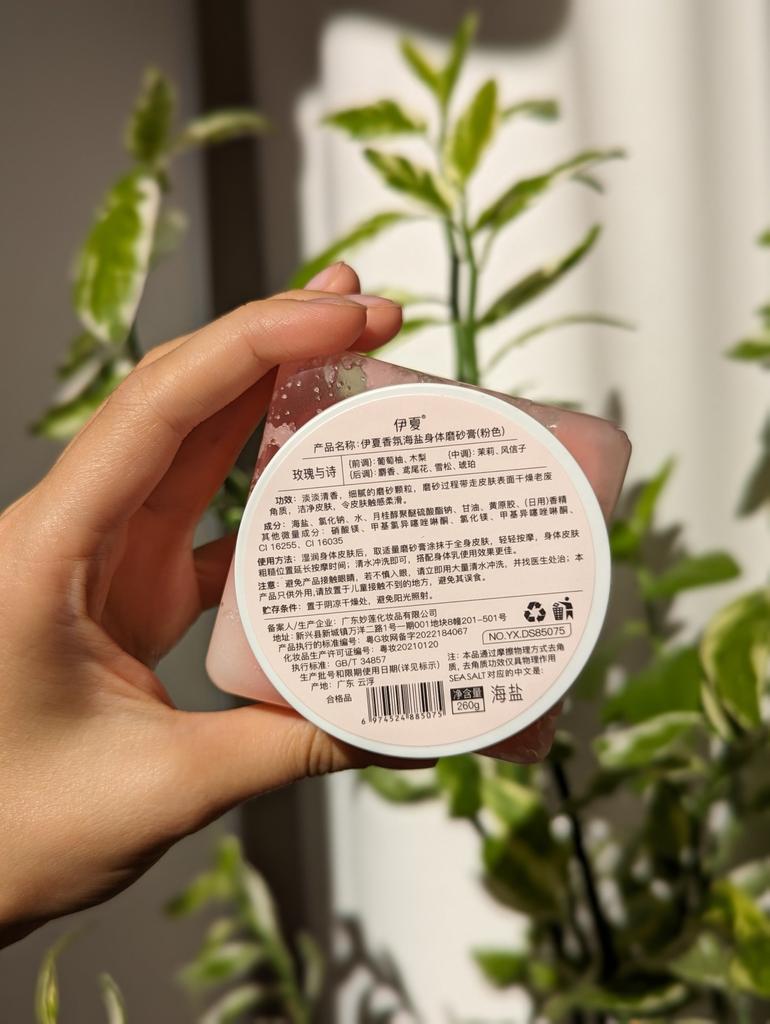 伊夏®
产品名称：伊夏香氛海盐身体磨砂膏(粉色)
玫瑰与诗
(前调)：葡萄柚、木梨 (中调)：茉莉、风信子
(后调)：麝香、鸢尾花、雪松、琥珀
功效：淡淡清香，细腻的磨砂颗粒，磨砂过程带走皮肤表面干燥老废
角质，洁净皮肤，令皮肤触感柔滑。
成分：海盐、氯化钠、水、月桂醇聚醚硫酸酯钠、甘油、黄原胶、(日用)香精
其他微量成分：硝酸镁、甲基氯异噻唑啉酮、氯化镁、甲基异噻唑啉酮、
CI 16255、CI 16035
使用方法：湿润身体皮肤后，取适量磨砂膏涂抹于全身皮肤，轻轻按摩，身体皮肤
粗糙位置延长按摩时间；清水冲洗即可，搭配身体乳使用效果更佳。
注意：避免产品接触眼睛，若不慎入眼，请立即用大量清水冲洗，并找医生处治；本
产品只供外用,请放置于儿童接触不到的地方，避免其误食。
贮存条件：置于阴凉干燥处，避免阳光照射。
备案人/生产企业：广东妙莲化妆品有限公司
地址：新兴县新城镇万洋二路1号一期001地块8幢201-501号
产品执行的标准编号：粤G妆网备字2022184067
化妆品生产许可证编号：粤妆20210120
执行标准：GB/T 34857
生产批号和限期使用日期(详见标示)
产地：广东 云浮
合格品
6 974524 885075
NO.YX.DS85075
注：本品通过摩擦物理方式去角
质，去角质功效仅具物理作用
SEA SALT 对应的中文是：
净含量
260g
海盐